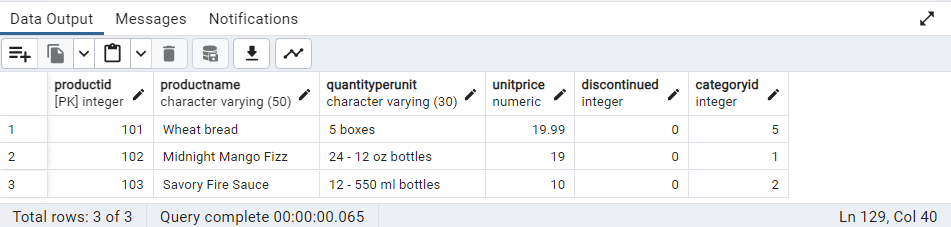 Data Output Messages Notifications
productid productname quantityperunit unitprice discontinued categoryid
[PK] integer character varying (50) character varying (30) numeric integer integer
1 101 Wheat bread 5 boxes 19.99 0 5
2 102 Midnight Mango Fizz 24 - 12 oz bottles 19 0 1
3 103 Savory Fire Sauce 12 - 550 ml bottles 10 0 2
Total rows: 3 of 3 Query complete 00:00:00.065 Ln 129, Col 40